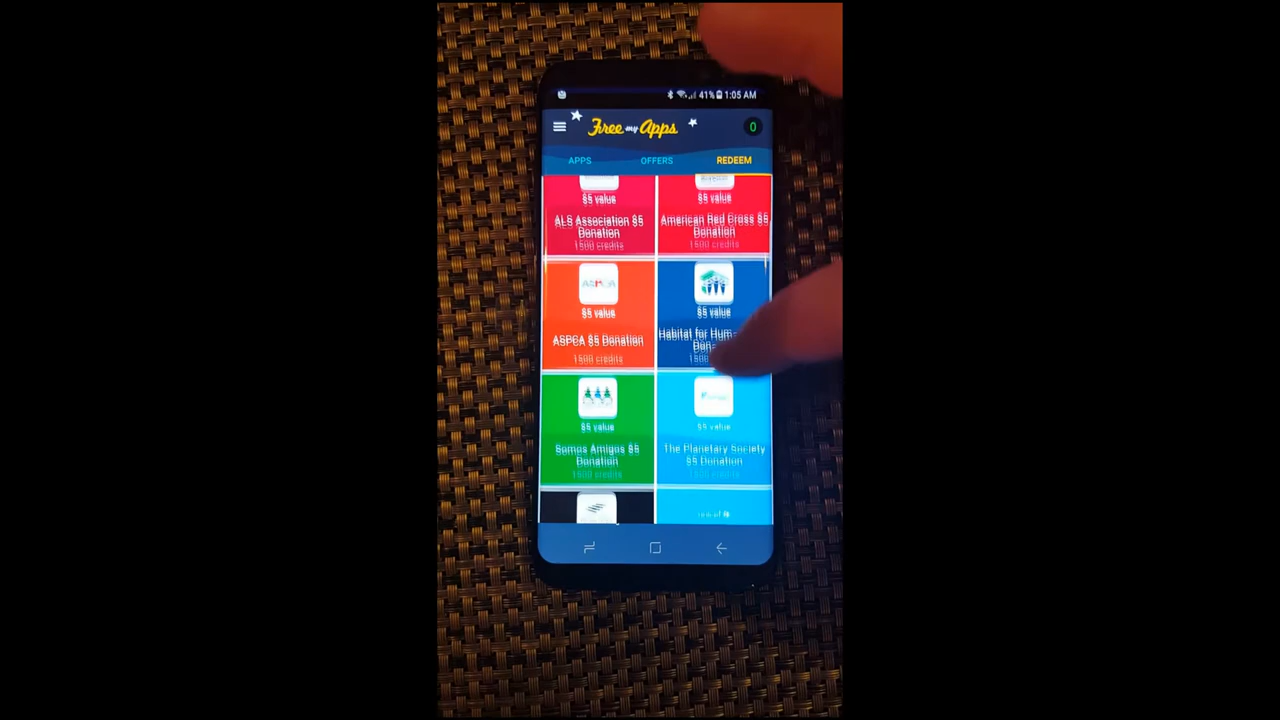 41% 1:05 AM
Free my Apps
0
APPS OFFERS REDEEM
$5 value
ALS Association $5
Donation
1500 credits
$5 value
American Red Cross $5
Donation
1500 credits
ASPCA
$5 value
ASPCA $5 Donation
1500 credits
$5 value
Habitat for Hum
Don
1500
$5 value
Somos Amigos $5
Donation
1500 credits
$5 value
The Planetary Society
$5 Donation
1500 credits
unicef